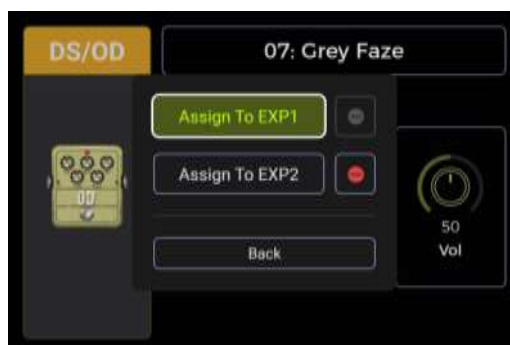 DS/OD
07: Grey Faze
Assign To EXP1
Assign To EXP2
Back
OD
50
Vol